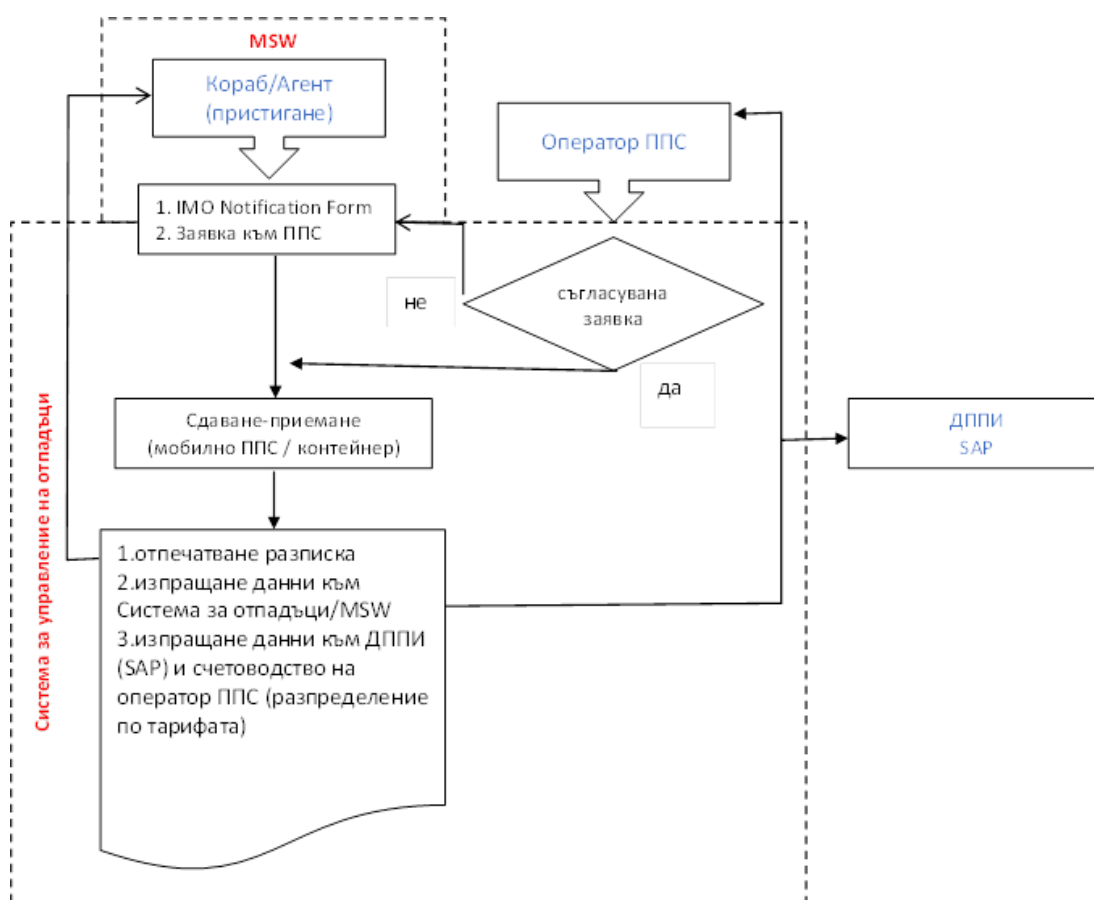 MSW
Кораб/Агент
(пристигане)
Оператор ППС
1. IMO Notification Form
2. Заявка към ППС
съгласувана
заявка
не
да
Сдаване-приемане
(мобилно ППС / контейнер)
ДППИ
SAP
Система за управление на отпадъци
1.отпечатване разписка
2.изпращане данни към
Система за отпадъци/MSW
3.изпращане данни към ДППИ
(SAP) и счетоводство на
оператор ППС (разпределение
по тарифата)